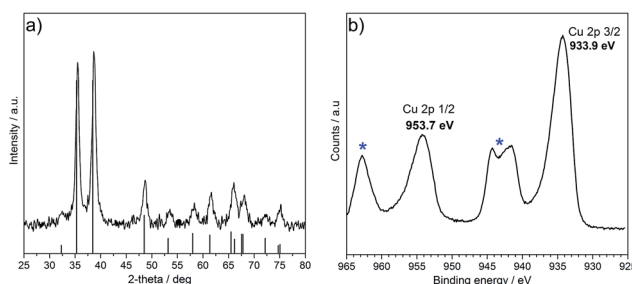 a)
Intensity / a.u.
25 30 35 40 45 50 55 60 65 70 75 80
2-theta / deg
b)
Cu 2p 3/2
933.9 eV
Cu 2p 1/2
953.7 eV
*
*
Counts / a.u
965 960 955 950 945 940 935 930 925
Binding energy / eV